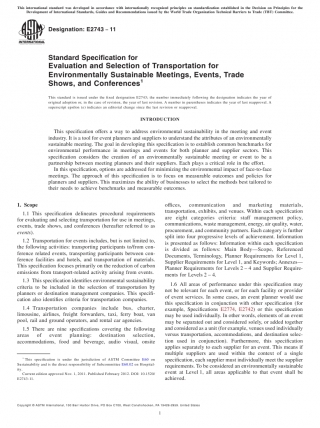 This international standard was developed in accordance with internationally recognized principles on standardization established in the Decision on Principles for the
Development of International Standards, Guides and Recommendations issued by the World Trade Organization Technical Barriers to Trade (TBT) Committee.
Designation: E2743 − 11
Standard Specification for
Evaluation and Selection of Transportation for
Environmentally Sustainable Meetings, Events, Trade
Shows, and Conferences1
This standard is issued under the fixed designation E2743; the number immediately following the designation indicates the year of
original adoption or, in the case of revision, the year of last revision. A number in parentheses indicates the year of last reapproval. A
superscript epsilon (ε) indicates an editorial change since the last revision or reapproval.
INTRODUCTION
This specification offers a way to address environmental sustainability in the meeting and event
industry. It is a tool for event planners and suppliers to understand the attributes of an environmentally
sustainable meeting. The goal in developing this specification is to establish common benchmarks for
environmental performance in meetings and events for both planner and supplier sectors. This
specification considers the creation of an environmentally sustainable meeting or event to be a
partnership between meeting planners and their suppliers. Each plays a critical role in the effort.
In this specification, options are addressed for minimizing the environmental impact of face-to-face
meetings. The approach of this specification is to focus on measurable outcomes and policies for
planners and suppliers. This maximizes the ability of businesses to select the methods best tailored to
their needs to achieve benchmarks and measurable outcomes.
1. Scope
1.1 This specification delineates procedural requirements
for evaluating and selecting transportation for use in meetings,
events, trade shows, and conferences (hereafter referred to as
events).
1.2 Transportation for events includes, but is not limited to,
the following activities: transporting participants to/from con-
ference related events, transporting participants between con-
ference facilities and hotels, and transportation of materials.
This specification focuses primarily on the reduction of carbon
emissions from transport-related activity arising from events.
1.3 This specification identifies environmental sustainability
criteria to be included in the selection of transportation by
planners or destination management companies. This specifi-
cation also identifies criteria for transportation companies.
1.4 Transportation companies include bus, charter,
limousine, airlines, freight forwarders, taxi, ferry boat, van
pool, rail and ground operators, and rental car agencies.
1.5 There are nine specifications covering the following
areas of event planning: destination selection,
accommodations, food and beverage, audio visual, onsite
offices, communication and marketing materials,
transportation, exhibits, and venues. Within each specification
are eight categories criteria: staff management policy,
communications, waste management, energy, air quality, water,
procurement, and community partners. Each category is further
split into four progressive levels of achievement. Information
is presented as follows: Information within each specification
is divided as follows: Main Body—Scope, Referenced
Documents, Terminology, Planner Requirements for Level 1,
Supplier Requirements for Level 1, and Keywords; Annexes—
Planner Requirements for Levels 2 – 4 and Supplier Require-
ments for Levels 2 – 4.
1.6 All areas of performance under this specification may
not be relevant for each event, or for each facility or provider
of event services. In some cases, an event planner would use
this specification in conjunction with other specification (for
example, Specifications E2774, E2742) or this specification
may be used individually. In other words, elements of an event
may be separated out and considered solely, or added together
and considered as a unit (for example, venues used individually
versus transportation, accommodations, and destination selec-
tion used in conjunction). Furthermore, this specification
applies separately to each supplier for an event. This means if
multiple suppliers are used within the context of a single
specification, each supplier must individually meet the supplier
requirements. To be considered an environmentally sustainable
event at Level 1, all areas applicable to that event shall be
achieved.
1 This specification is under the jurisdiction of ASTM Committee E60 on
Sustainability and is the direct responsibility of Subcommittee E60.02 on Hospital-
ity.
Current edition approved Nov. 1, 2011. Published February 2012. DOI: 10.1520/
E2743-11.
Copyright © ASTM International, 100 Barr Harbor Drive, PO Box C700, West Conshohocken, PA 19428-2959. United States
1